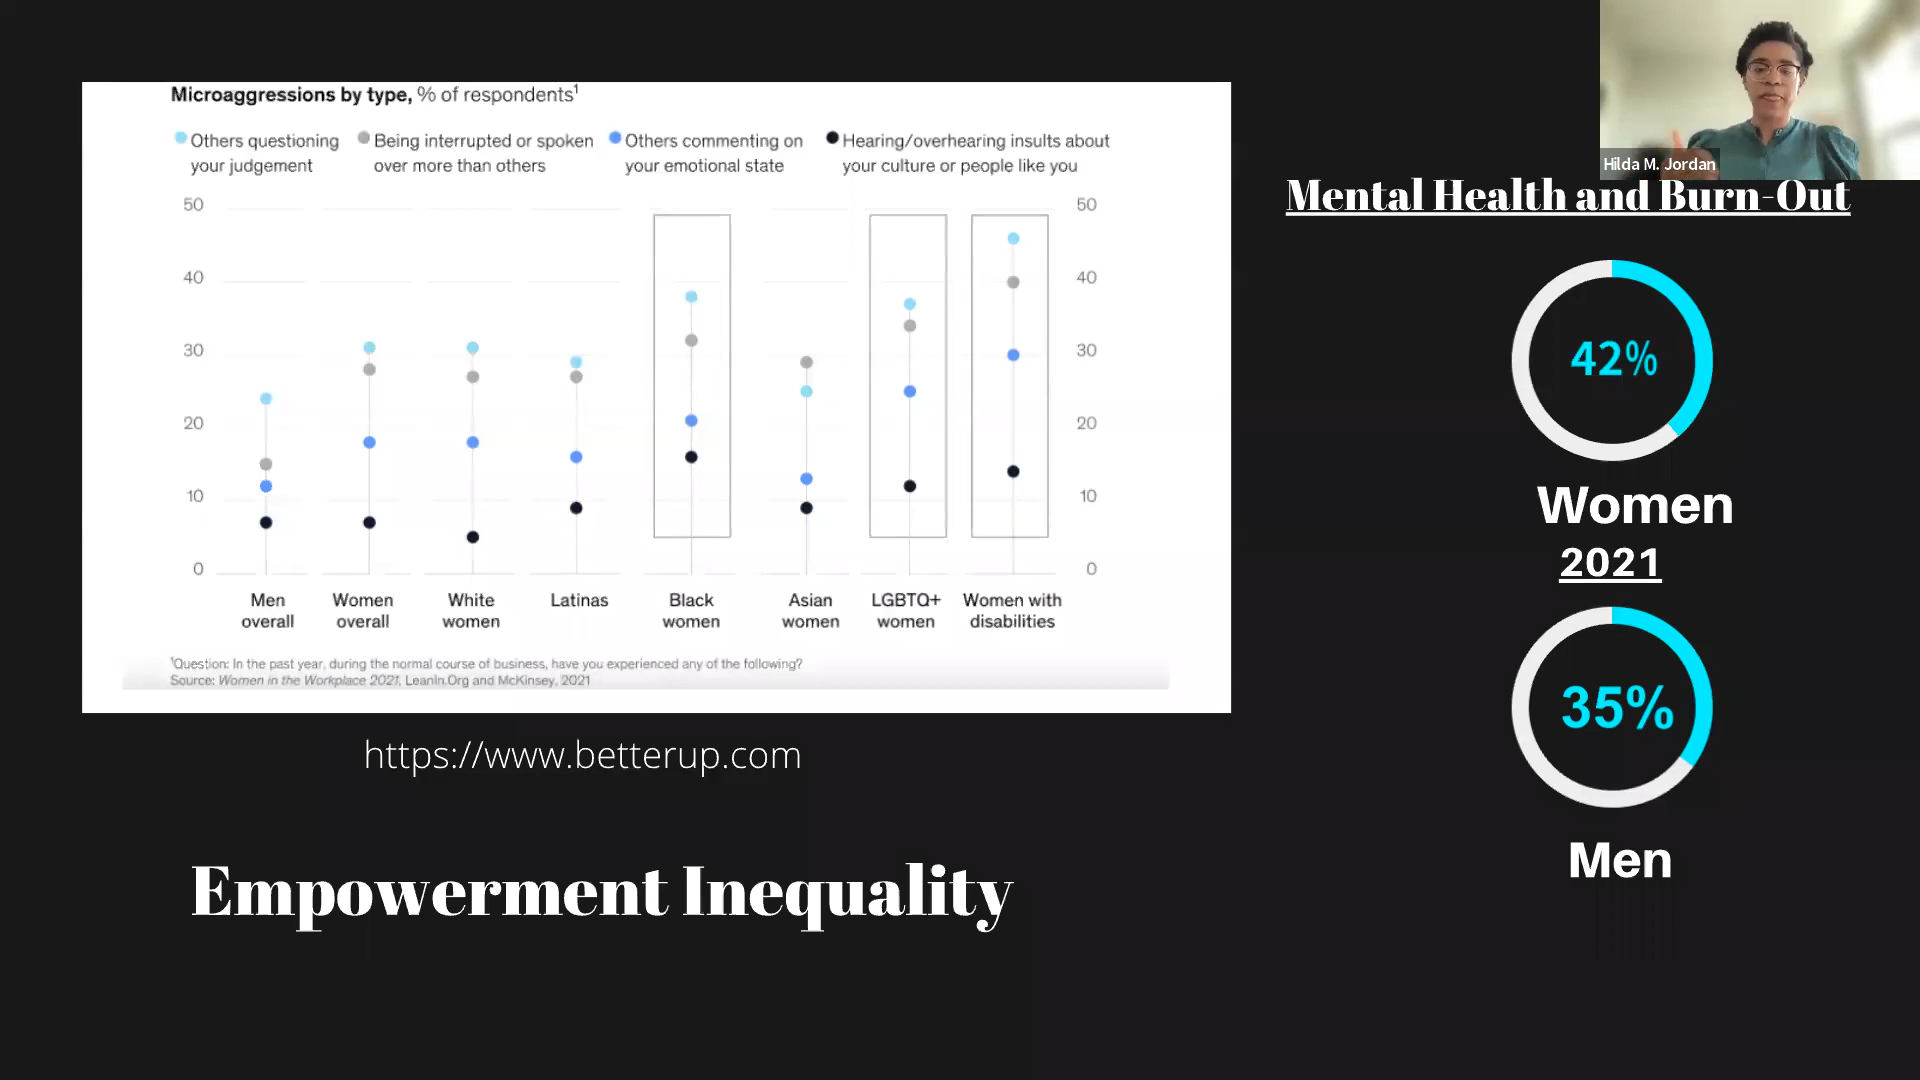 Microaggressions by type, % of respondents¹
Others questioning your judgement
Being interrupted or spoken over more than others
Others commenting on your emotional state
Hearing/overhearing insults about your culture or people like you
50 50
40 40
30 30
20 20
10 10
0 0
Men overall
Women overall
White women
Latinas
Black women
Asian women
LGBTQ+ women
Women with disabilities
¹Question: In the past year, during the normal course of business, have you experienced any of the following?
Source: Women in the Workplace 2021, LeanIn.Org and McKinsey, 2021
https://www.betterup.com
Empowerment Inequality
Hilda M. Jordan
Mental Health and Burn-Out
42%
Women
2021
35%
Men